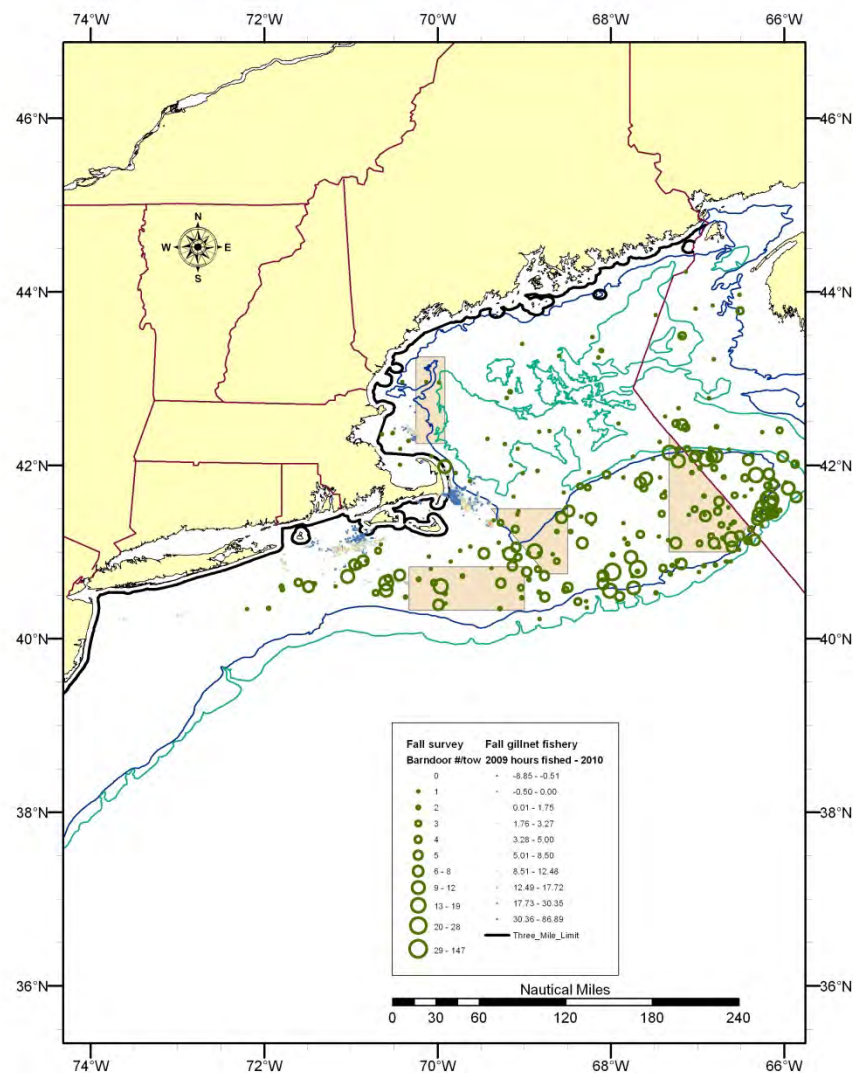 74°W 72°W 70°W 68°W 66°W
46°N 46°N
N
W E
S
44°N 44°N
42°N 42°N
40°N 40°N
38°N 38°N
36°N 36°N
Fall survey Fall gillnet fishery
Barndoor #/tow 2009 hours fished - 2010
0 -8.85 - -0.51
1 -0.50 - 0.00
2 0.01 - 1.75
3 1.76 - 3.27
4 3.28 - 5.00
5 5.01 - 8.50
6 - 8 8.51 - 12.48
9 - 12 12.49 - 17.72
13 - 19 17.73 - 30.35
20 - 28 30.36 - 86.89
29 - 147 Three_Mile_Limit
Nautical Miles
0 30 60 120 180 240
74°W 72°W 70°W 68°W 66°W